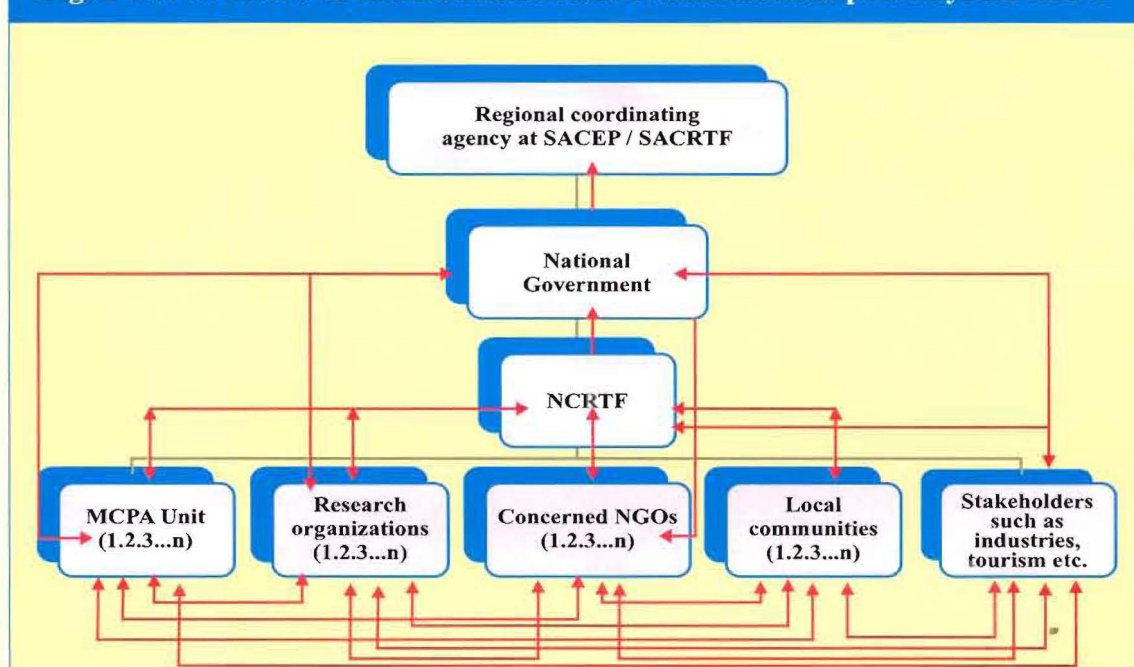 Regional coordinating
agency at SACEP / SACRTF
National
Government
NCRTF
MCPA Unit
(1.2.3...n)
Research
organizations
(1.2.3...n)
Concerned NGOs
(1.2.3...n)
Local
communities
(1.2.3...n)
Stakeholders
such as
industries,
tourism etc.